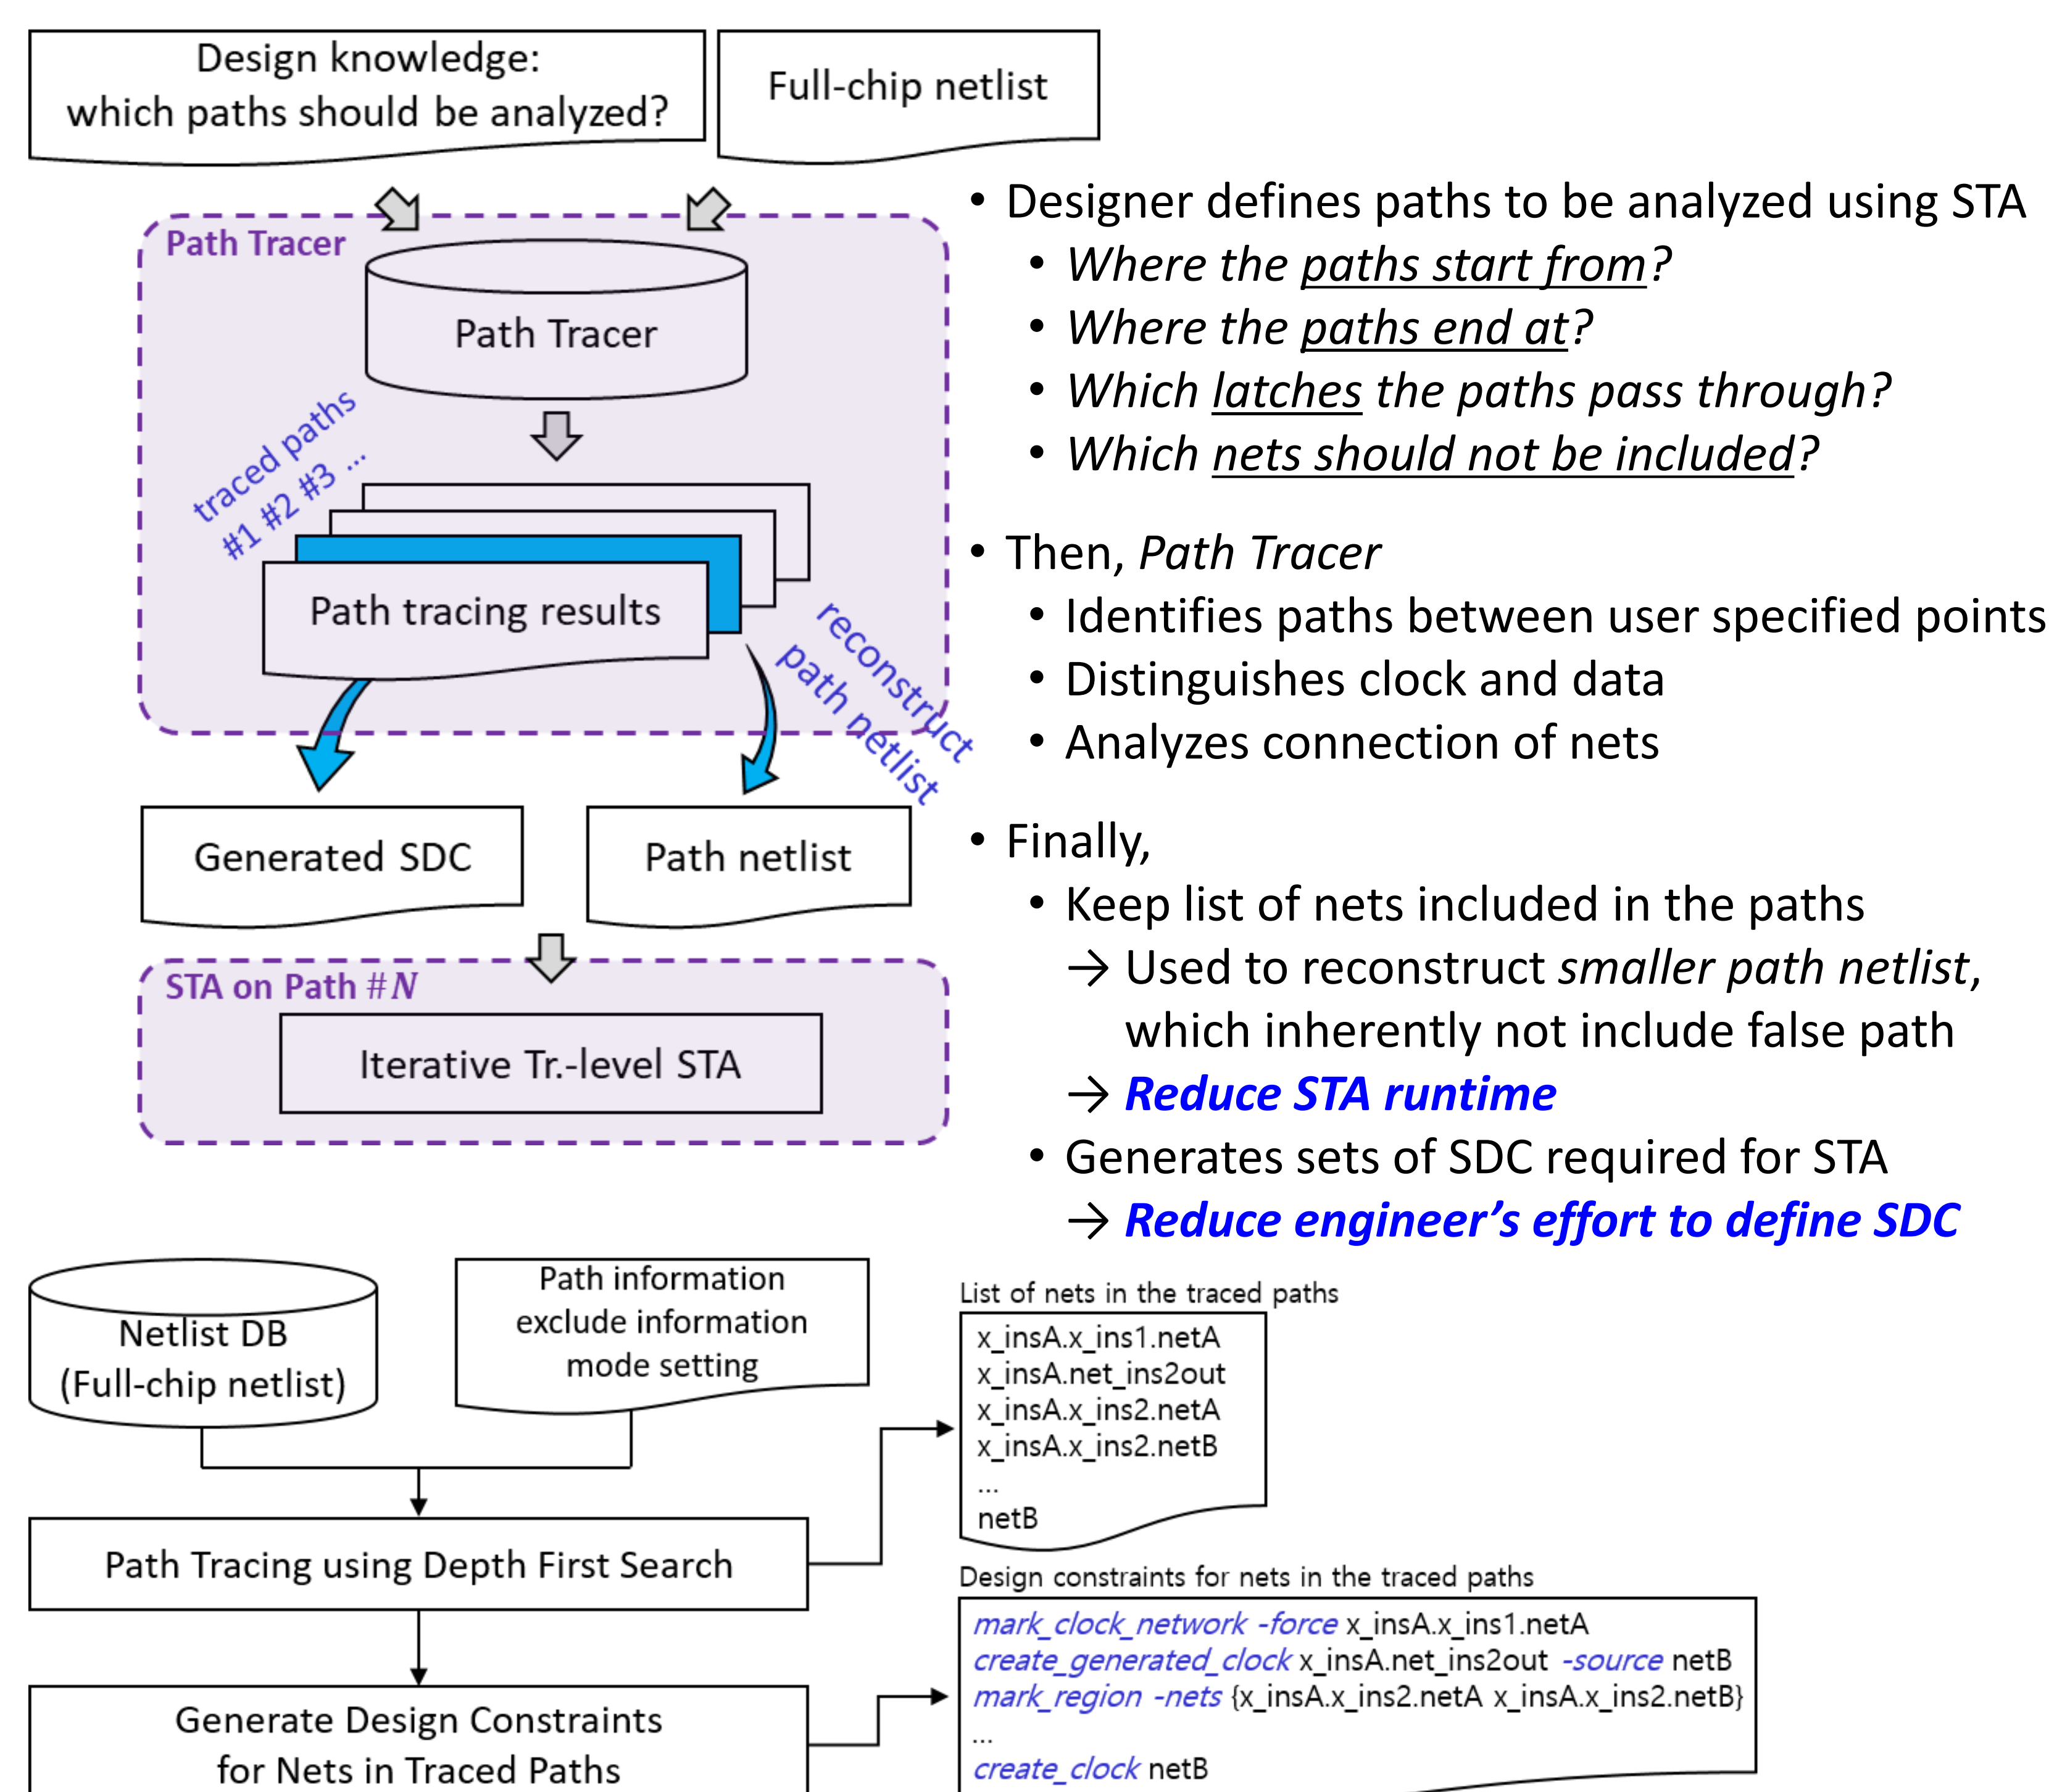 Design knowledge:
which paths should be analyzed?
Full-chip netlist
Path Tracer
Path Tracer
traced paths
#1 #2 #3 ...
Path tracing results
reconstruct
path netlist
Generated SDC
Path netlist
STA on Path #N
Iterative Tr.-level STA
• Designer defines paths to be analyzed using STA
• Where the paths start from?
• Where the paths end at?
• Which latches the paths pass through?
• Which nets should not be included?
• Then, Path Tracer
• Identifies paths between user specified points
• Distinguishes clock and data
• Analyzes connection of nets
• Finally,
• Keep list of nets included in the paths
→ Used to reconstruct smaller path netlist,
which inherently not include false path
→ Reduce STA runtime
• Generates sets of SDC required for STA
→ Reduce engineer's effort to define SDC
Netlist DB
(Full-chip netlist)
Path information
exclude information
mode setting
Path Tracing using Depth First Search
Generate Design Constraints
for Nets in Traced Paths
List of nets in the traced paths
x_insA.x_ins1.netA
x_insA.net_ins2out
x_insA.x_ins2.netA
x_insA.x_ins2.netB
...
netB
Design constraints for nets in the traced paths
mark_clock_network -force x_insA.x_ins1.netA
create_generated_clock x_insA.net_ins2out -source netB
mark_region -nets {x_insA.x_ins2.netA x_insA.x_ins2.netB}
...
create_clock netB